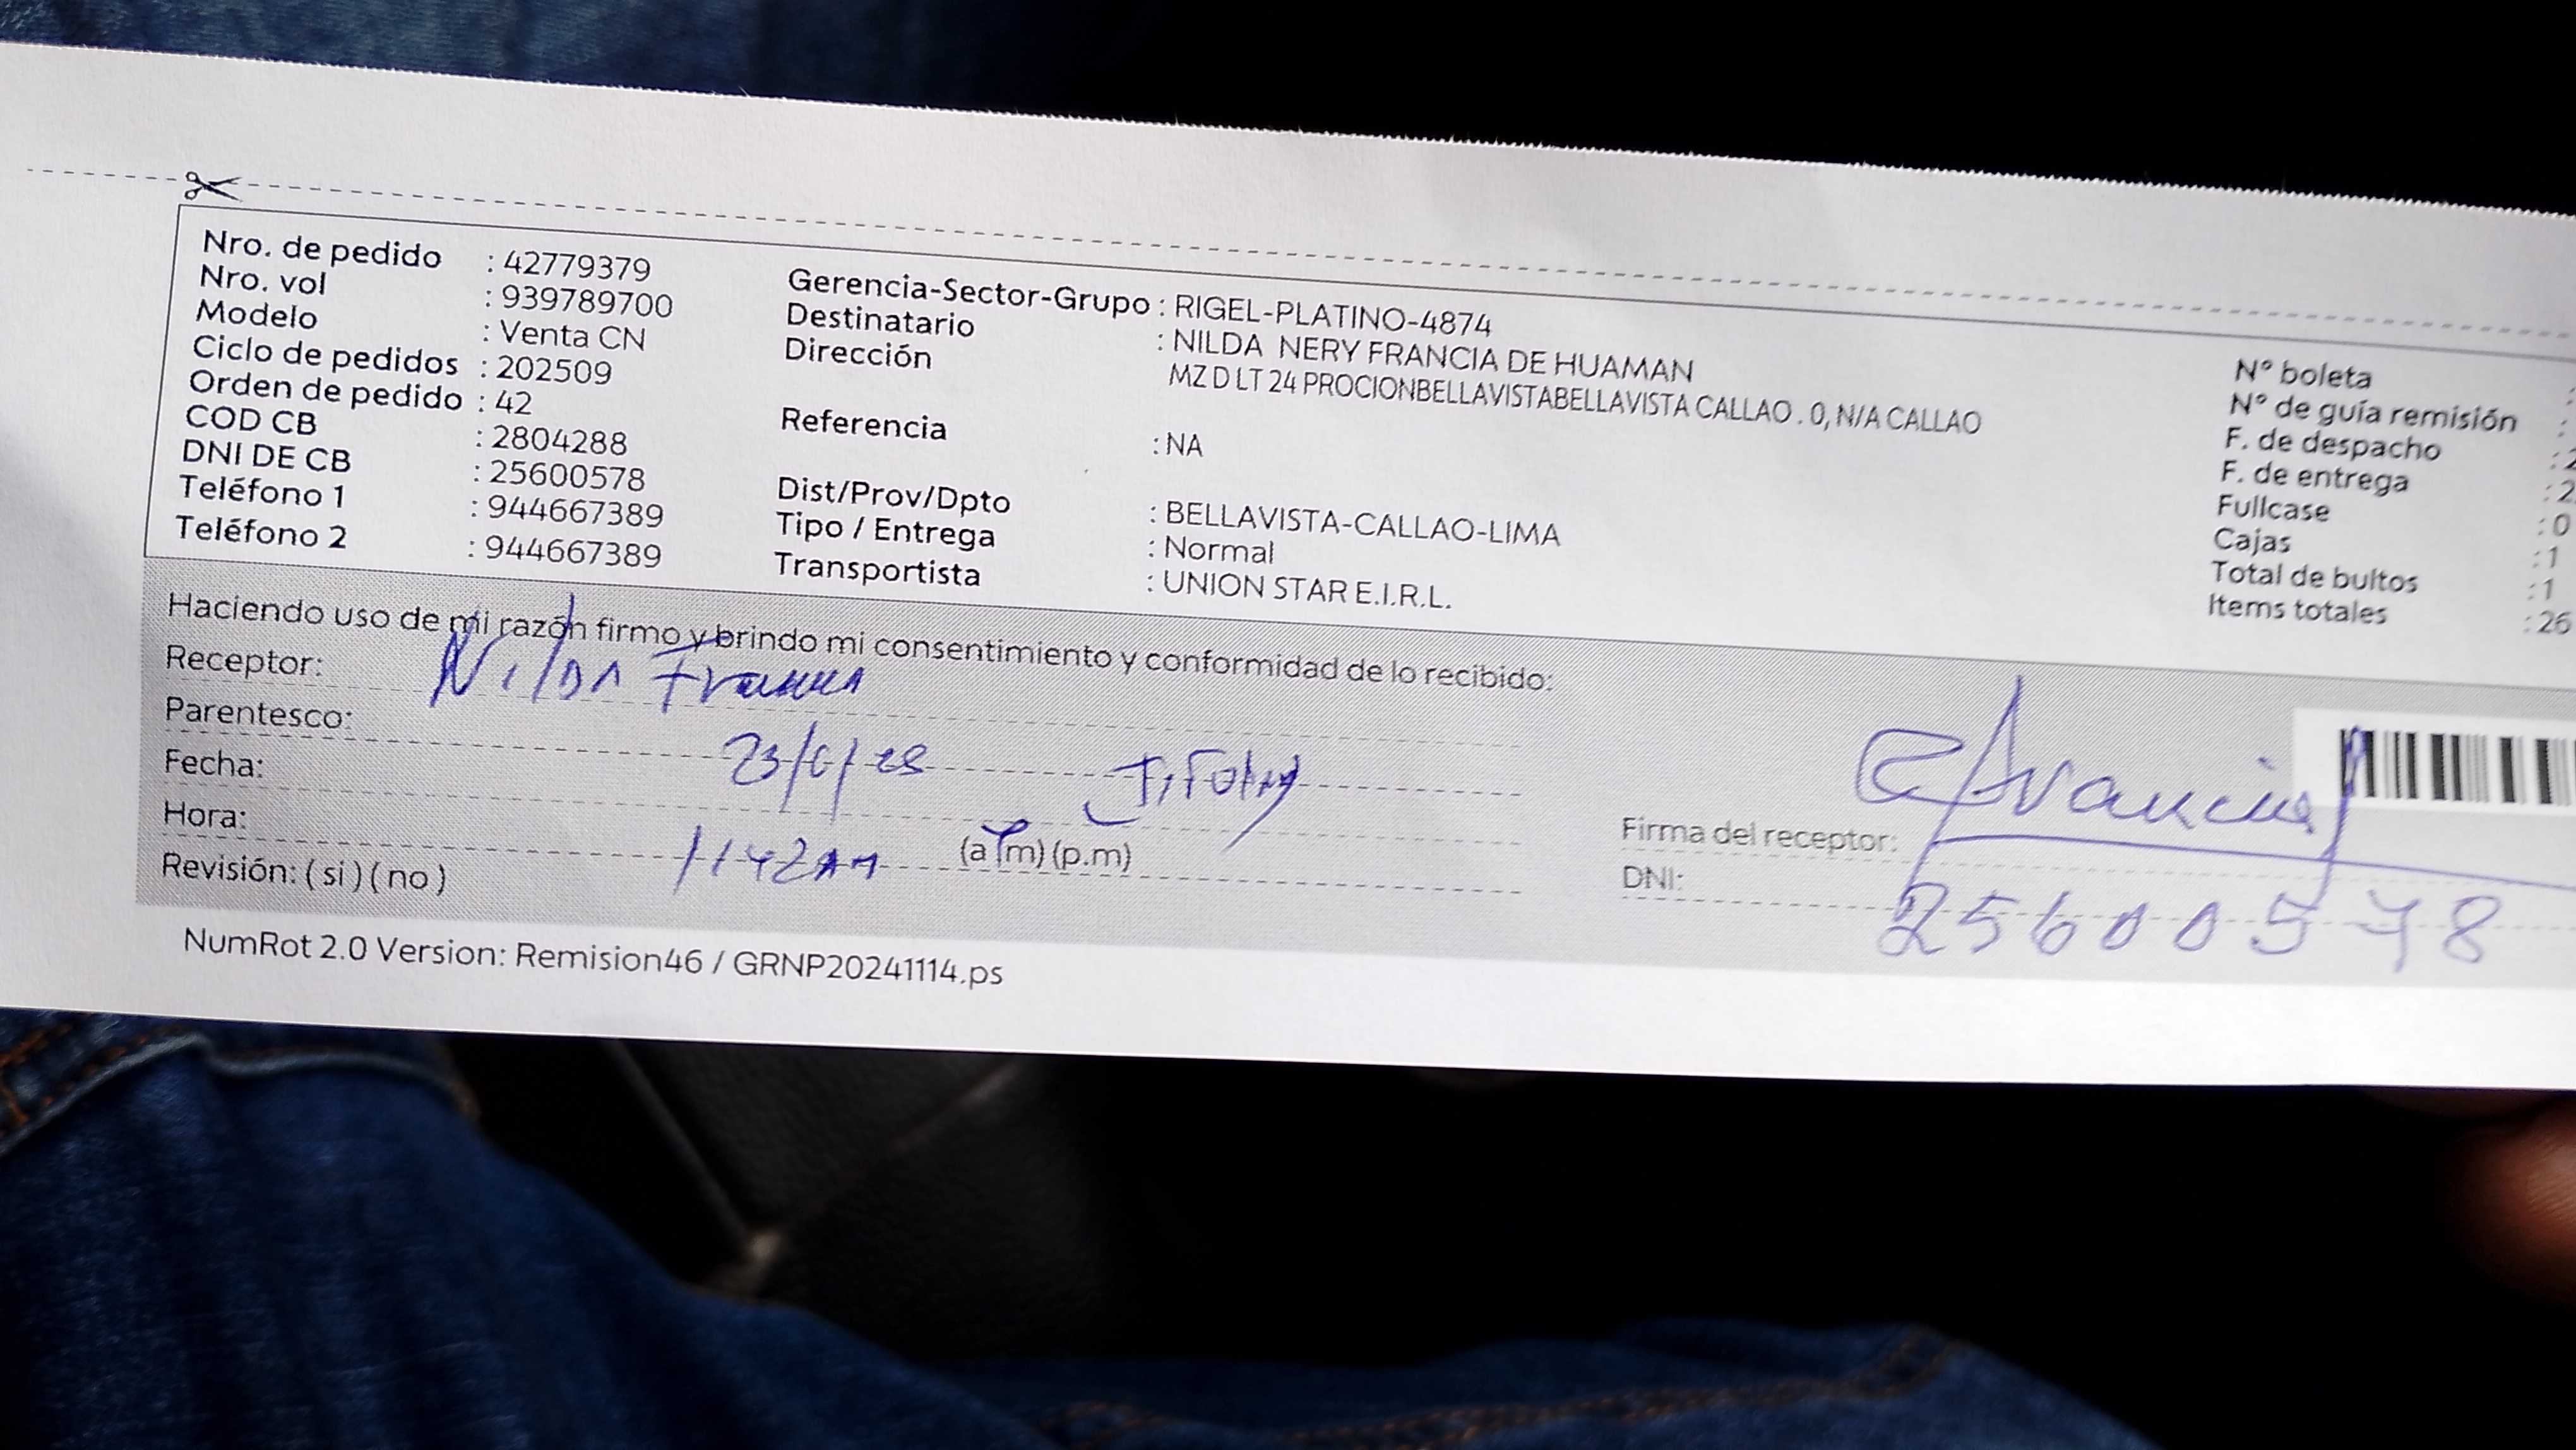 Nro. de pedido : 42779379
Nro. vol : 939789700
Modelo : Venta CN
Ciclo de pedidos : 202509
Orden de pedido : 42
COD CB : 2804288
DNI DE CB : 25600578
Teléfono 1 : 944667389
Teléfono 2 : 944667389
Gerencia-Sector-Grupo : RIGEL-PLATINO-4874
Destinatario : NILDA NERY FRANCIA DE HUAMAN
Dirección MZ D LT 24 PROCIONBELLAVISTABELLAVISTA CALLAO . 0, N/A CALLAO
Referencia : NA
Dist/Prov/Dpto : BELLAVISTA-CALLAO-LIMA
Tipo / Entrega : Normal
Transportista : UNION STAR E.I.R.L.
N° boleta :
N° de guía remisión :
F. de despacho : 2
F. de entrega : 2
Fullcase : 0
Cajas : 1
Total de bultos : 1
Items totales : 26
Haciendo uso de mi razón firmo y brindo mi consentimiento y conformidad de lo recibido:
Receptor: Nilda Francia
Parentesco:
Fecha: 23/6/25
Hora: 1142am (a.m) (p.m)
Revisión: ( si ) ( no )
Firma del receptor: Francia
DNI: 25600578
NumRot 2.0 Version: Remision46 / GRNP20241114.ps